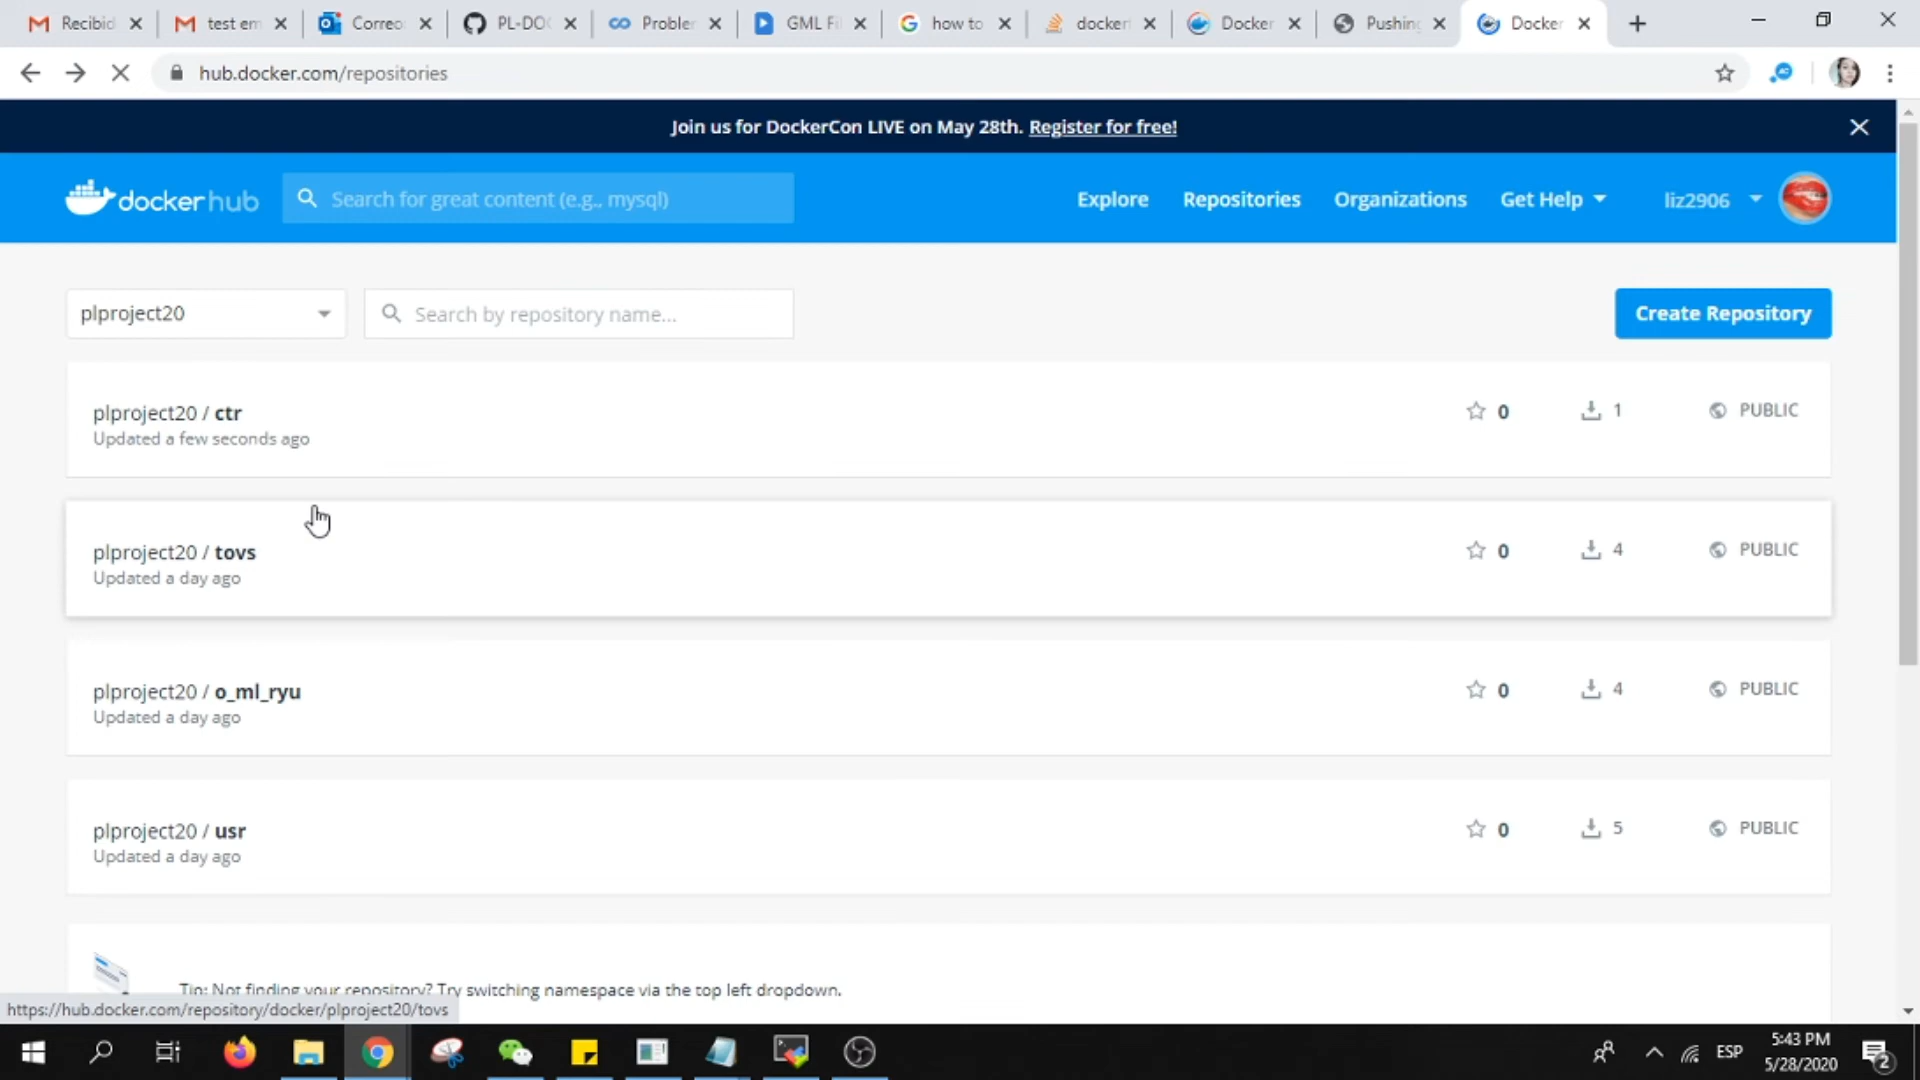 Recibid
test em
Correo
PL-DOC
Problem
GML Fi
how to
docker
Docker
Pushing
Docker
hub.docker.com/repositories
Join us for DockerCon LIVE on May 28th. Register for free!
docker hub
Search for great content (e.g., mysql)
Explore
Repositories
Organizations
Get Help
liz2906
plproject20
Search by repository name...
Create Repository
plproject20 / ctr
Updated a few seconds ago
0
1
PUBLIC
plproject20 / tovs
Updated a day ago
0
4
PUBLIC
plproject20 / o_ml_ryu
Updated a day ago
0
4
PUBLIC
plproject20 / usr
Updated a day ago
0
5
PUBLIC
Tip: Not finding your repository? Try switching namespace via the top left dropdown.
https://hub.docker.com/repository/docker/plproject20/tovs
ESP
5:43 PM
5/28/2020
2